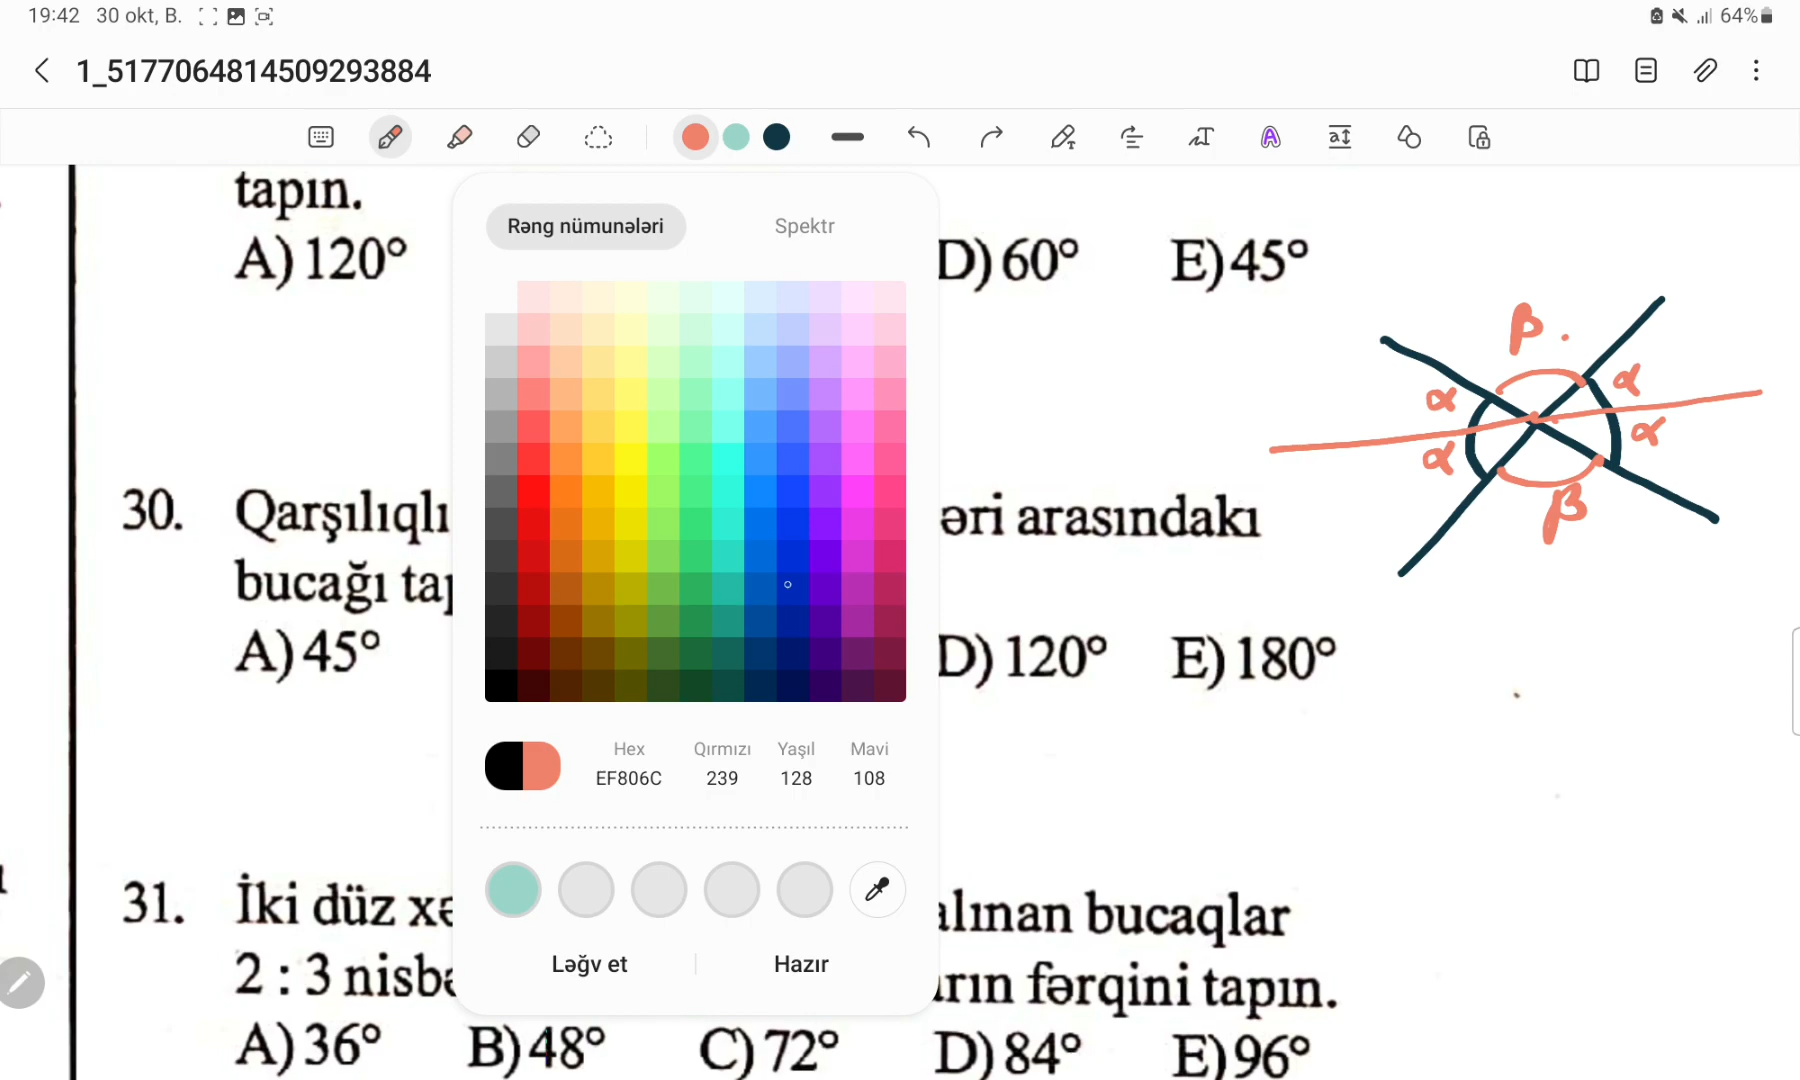 19:42 30 okt, B. 64%
1_5177064814509293884
tapın.
A) 120° D) 60° E) 45°
Rəng nümunələri Spektr
β
α α
α α
β
30. Qarşılıqlı əri arasındakı
bucağı
A) 45° D) 120° E) 180°
Hex Qırmızı Yaşıl Mavi
EF806C 239 128 108
31. İki düz xə alınan bucaqlar
2 : 3 nisbə rın fərqini tapın.
Ləğv et Hazır
A) 36° B) 48° C) 72° D) 84° E) 96°